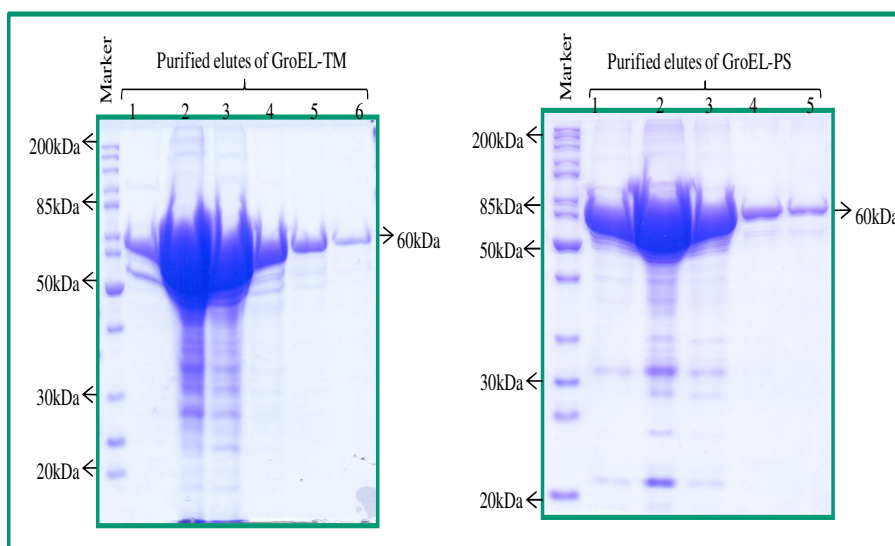 Marker
Purified elutes of GroEL-TM
1 2 3 4 5 6
200kDa
85kDa
50kDa
30kDa
20kDa
60kDa
Marker
Purified elutes of GroEL-PS
1 2 3 4 5
200kDa
85kDa
50kDa
30kDa
20kDa
60kDa